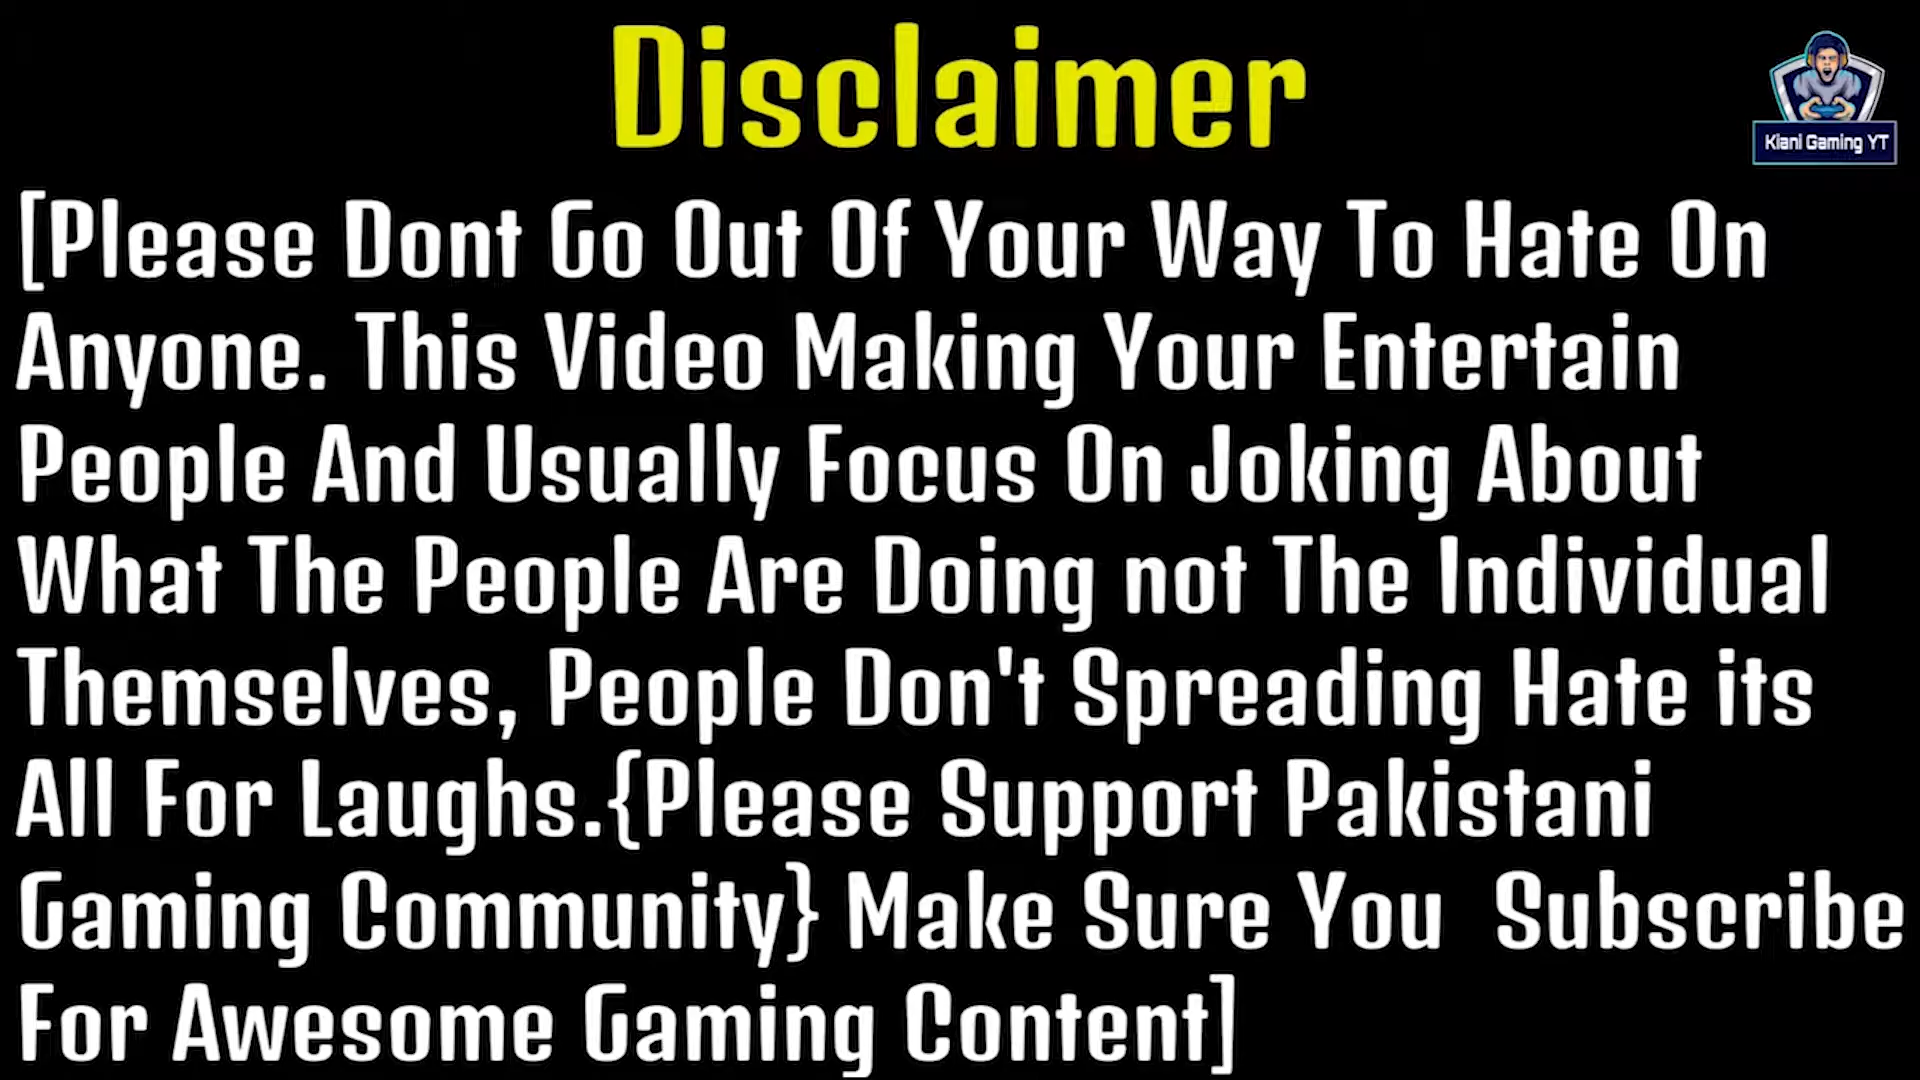 Disclaimer
Kiani Gaming YT
[Please Dont Go Out Of Your Way To Hate On
Anyone. This Video Making Your Entertain
People And Usually Focus On Joking About
What The People Are Doing not The Individual
Themselves, People Don't Spreading Hate its
All For Laughs.{Please Support Pakistani
Gaming Community} Make Sure You  Subscribe
For Awesome Gaming Content]